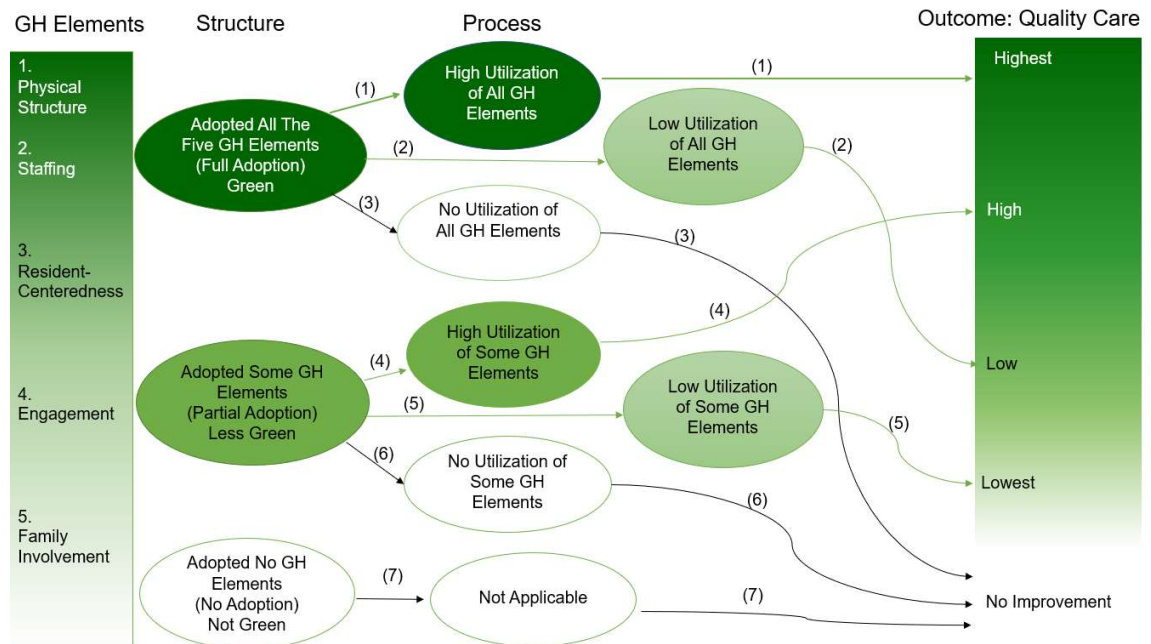 GH Elements
Structure
Process
Outcome: Quality Care
1.
Physical
Structure
2.
Staffing
3.
Resident-
Centeredness
4.
Engagement
5.
Family
Involvement
Adopted All The
Five GH Elements
(Full Adoption)
Green
(1)
(2)
(3)
High Utilization
of All GH
Elements
(1)
Low Utilization
of All GH
Elements
(2)
No Utilization of
All GH Elements
(3)
Adopted Some GH
Elements
(Partial Adoption)
Less Green
(4)
(5)
(6)
High Utilization
of Some GH
Elements
(4)
Low Utilization
of Some GH
Elements
(5)
No Utilization of
Some GH
Elements
(6)
Adopted No GH
Elements
(No Adoption)
Not Green
(7)
Not Applicable
(7)
Highest
High
Low
Lowest
No Improvement